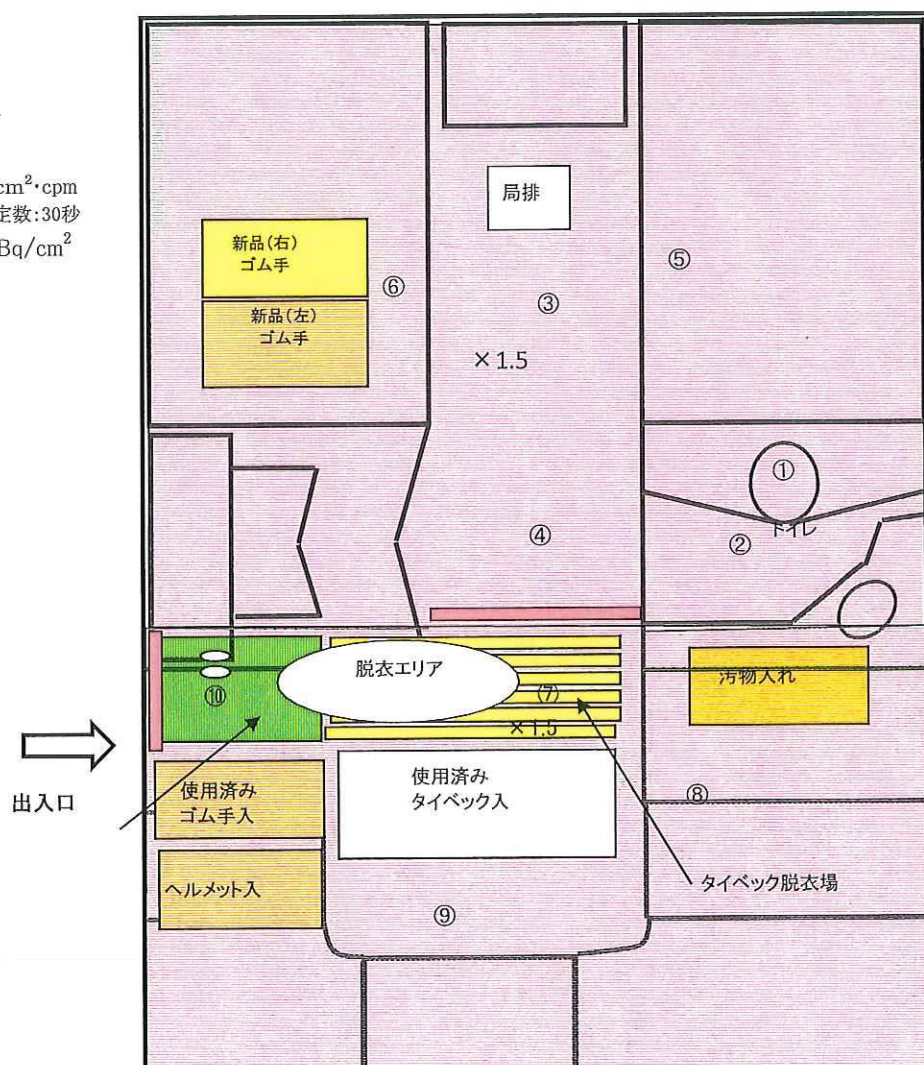 cm²・cpm
定数:30秒
Bq/cm²
局排
新品(右)
ゴム手
⑤
⑥
③
新品(左)
ゴム手
×1.5
①
④
②
トイレ
脱衣エリア
汚物入れ
⑩
⑦
×1.5
出入口
使用済み
ゴム手入
使用済み
タイベック入
⑧
ヘルメット入
タイベック脱衣場
⑨